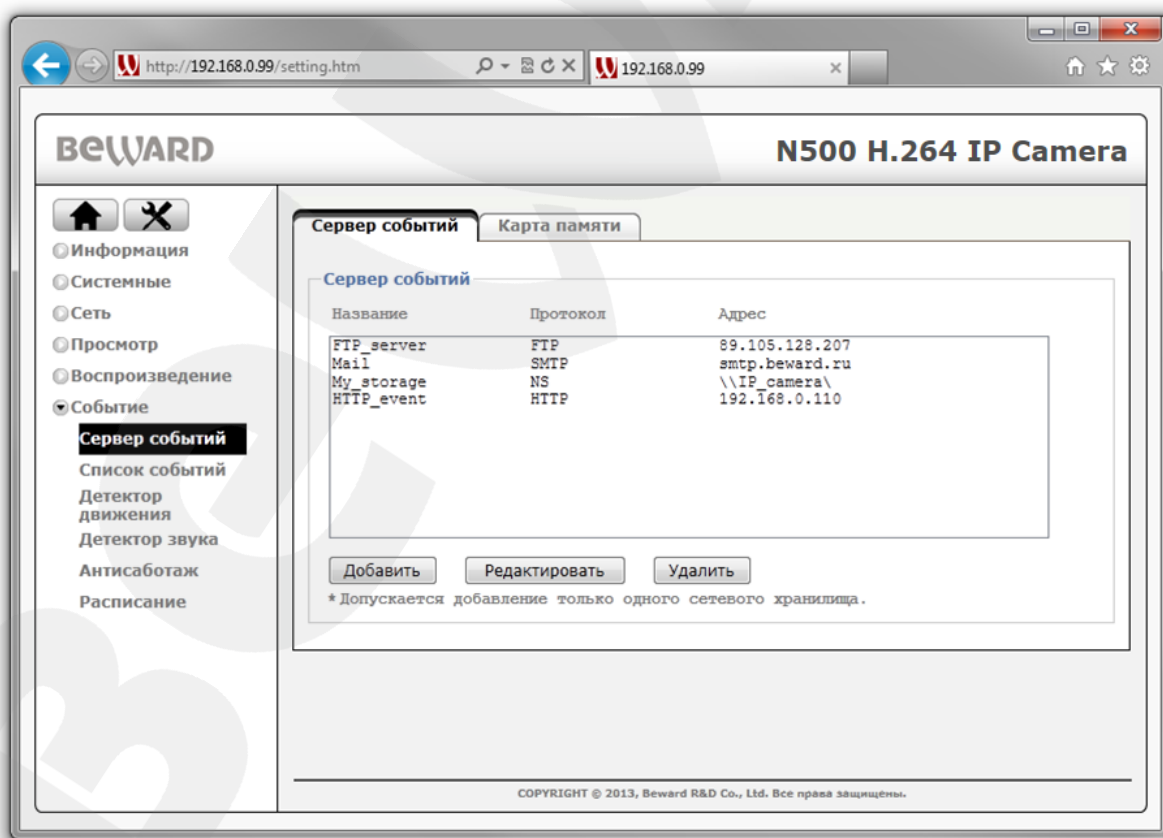 http://192.168.0.99/setting.htm
192.168.0.99
BEWARD
N500 H.264 IP Camera
Информация
Системные
Сеть
Просмотр
Воспроизведение
Событие
Сервер событий
Список событий
Детектор
движения
Детектор звука
Антисаботаж
Расписание
Сервер событий Карта памяти
Сервер событий
Название Протокол Адрес
FTP_server FTP 89.105.128.207
Mail SMTP smtp.beward.ru
My_storage NS \\IP_camera\
HTTP_event HTTP 192.168.0.110
Добавить Редактировать Удалить
*Допускается добавление только одного сетевого хранилища.
COPYRIGHT © 2013, Beward R&D Co., Ltd. Все права защищены.